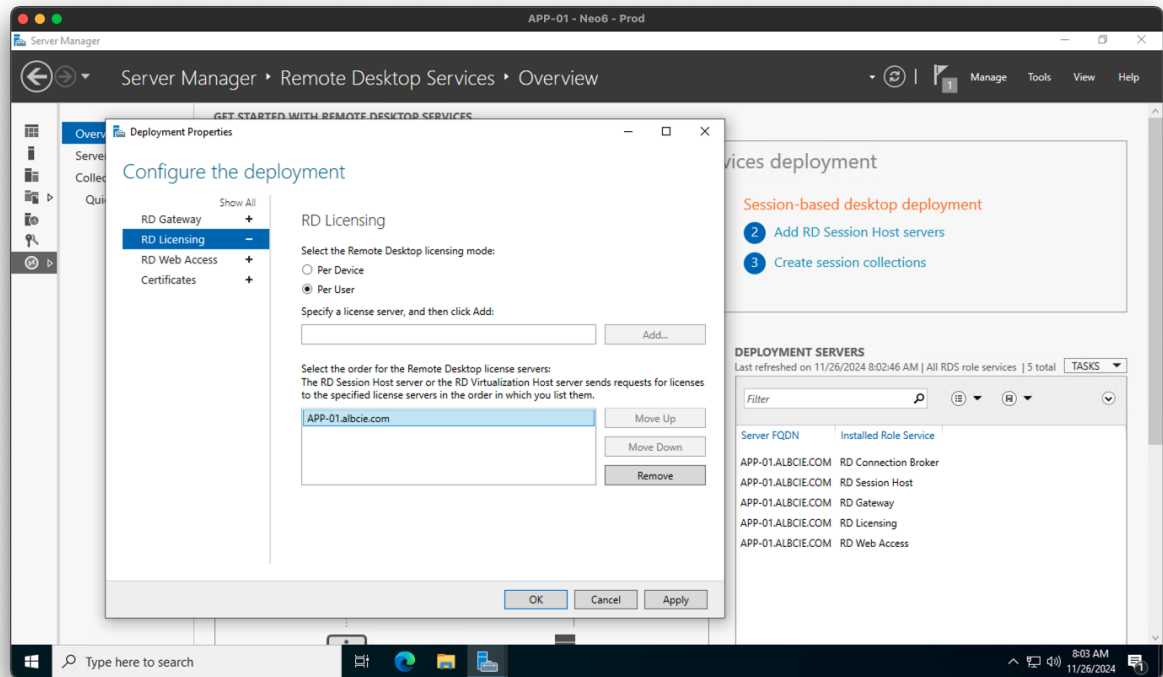 APP-01 - Neo6 - Prod
Server Manager
Server Manager • Remote Desktop Services • Overview
1
Manage Tools View Help
GET STARTED WITH REMOTE DESKTOP SERVICES
Overv
Serve
Collec
Qui
Deployment Properties
Configure the deployment
Show All
RD Gateway +
RD Licensing –
RD Web Access +
Certificates +
RD Licensing
Select the Remote Desktop licensing mode:
Per Device
Per User
Specify a license server, and then click Add:
Add...
Select the order for the Remote Desktop license servers:
The RD Session Host server or the RD Virtualization Host server sends requests for licenses
to the specified license servers in the order in which you list them.
APP-01.albcie.com
Move Up
Move Down
Remove
OK Cancel Apply
vices deployment
Session-based desktop deployment
2 Add RD Session Host servers
3 Create session collections
DEPLOYMENT SERVERS
Last refreshed on 11/26/2024 8:02:46 AM | All RDS role services | 5 total TASKS
Filter
Server FQDN Installed Role Service
APP-01.ALBCIE.COM RD Connection Broker
APP-01.ALBCIE.COM RD Session Host
APP-01.ALBCIE.COM RD Gateway
APP-01.ALBCIE.COM RD Licensing
APP-01.ALBCIE.COM RD Web Access
Type here to search
8:03 AM
11/26/2024
1